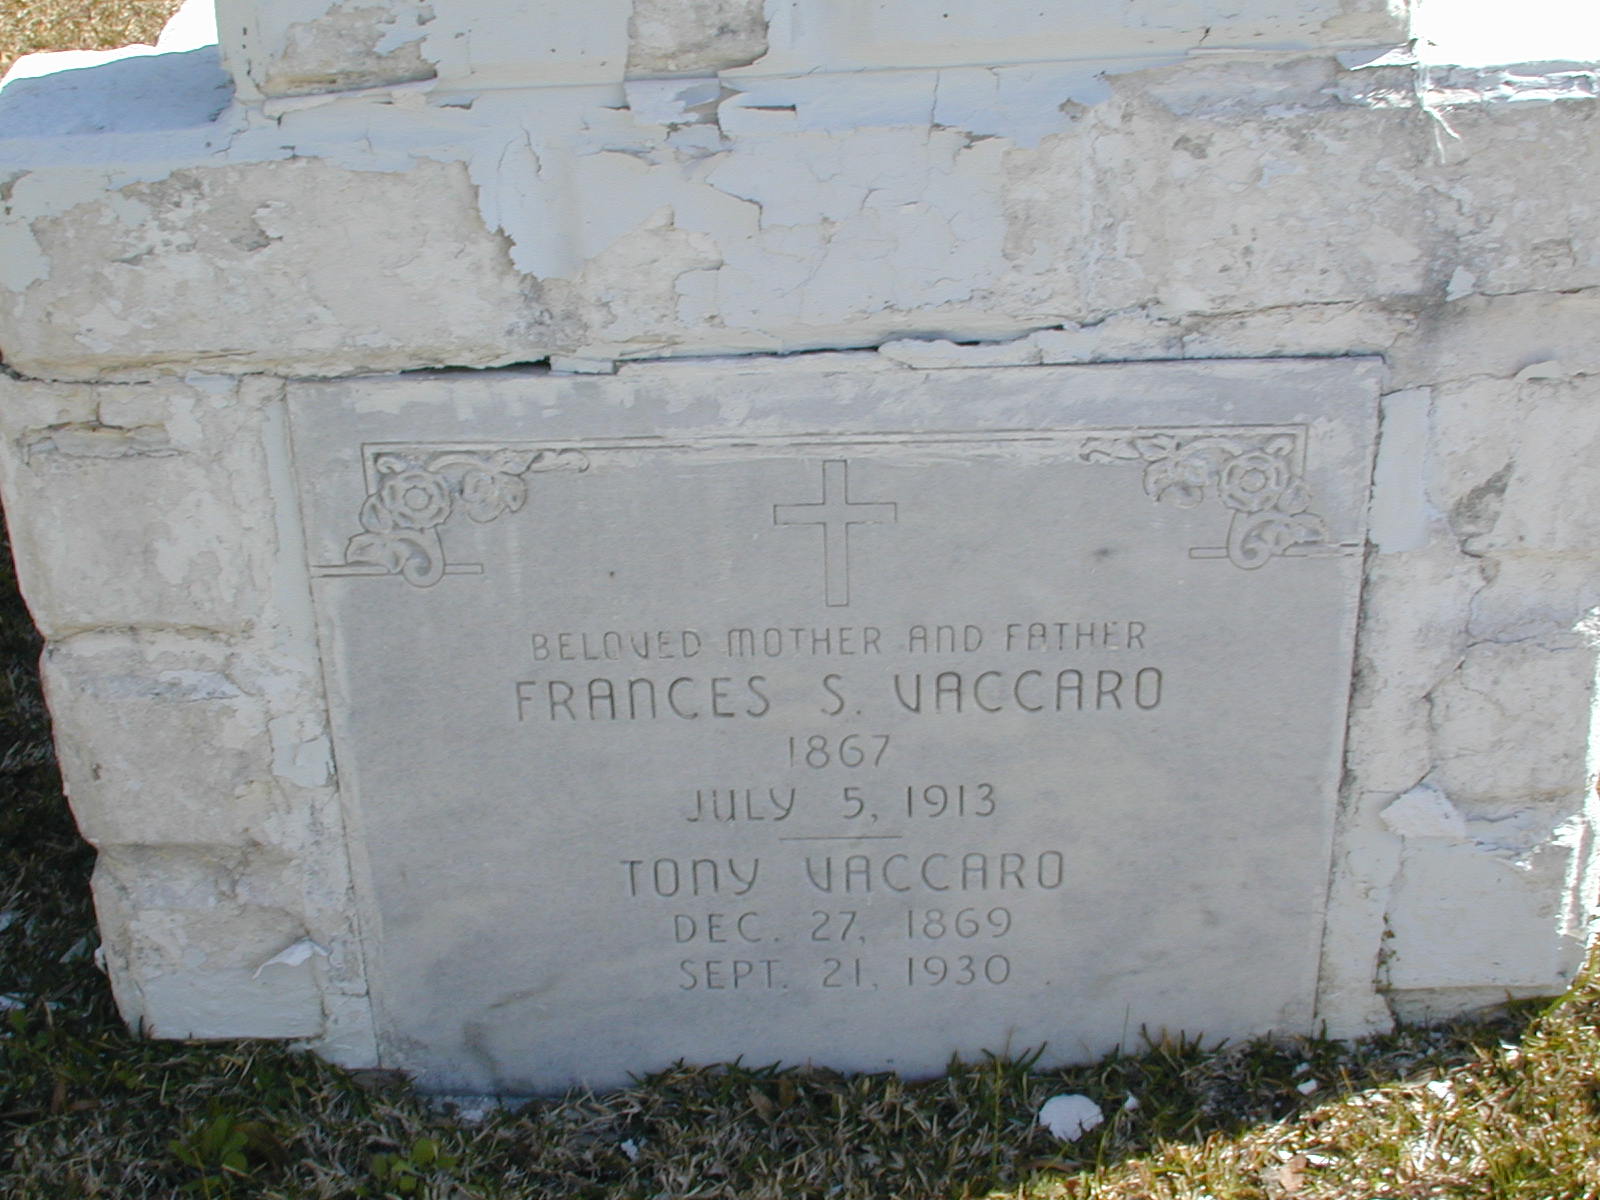 BELOVED MOTHER AND FATHER
FRANCES S. VACCARO
1867
JULY 5, 1913
TONY VACCARO
DEC. 27, 1869
SEPT. 21, 1930